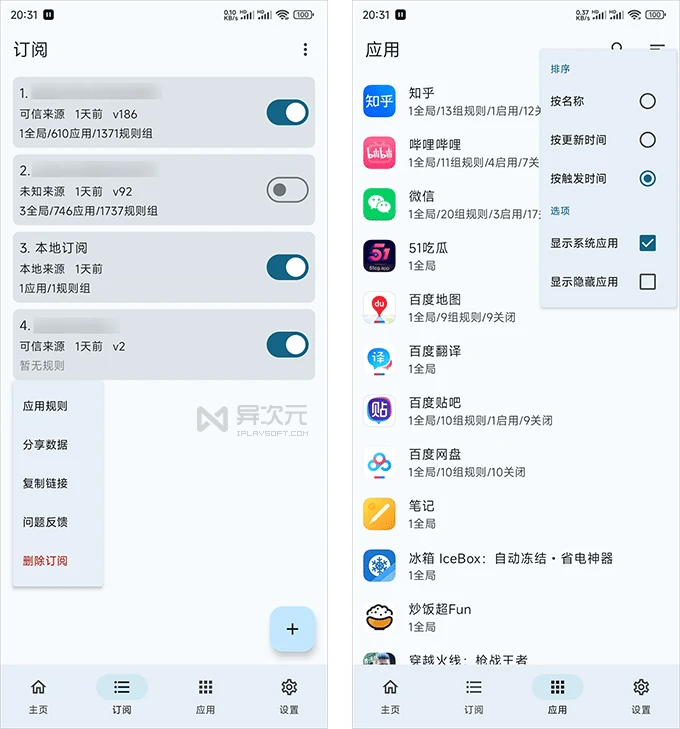 20:31
0.10 KB/s
100
订阅
1.
可信来源 1天前 v186
1全局/610应用/1371规则组
2.
未知来源 1天前 v92
3全局/746应用/1737规则组
3. 本地订阅
本地来源 1天前
1应用/1规则组
4.
可信来源 1天前 v2
暂无规则
应用规则
分享数据
复制链接
问题反馈
删除订阅
异次元
IPLAYSOFT.COM
+
主页
订阅
应用
设置
20:31
0.37 KB/s
100
应用
排序
按名称
按更新时间
按触发时间
选项
显示系统应用
显示隐藏应用
知乎
知乎
1全局/13组规则/1启用/12关
bilibili
哔哩哔哩
1全局/11组规则/4启用/7关
微信
1全局/20组规则/3启用/17
51
51cg.app
51吃瓜
1全局
du
百度地图
1全局/9组规则/9关闭
译
百度翻译
1全局
贴
百度贴吧
1全局/10组规则/1启用/9关闭
百度网盘
1全局/10组规则/10关闭
笔记
1全局
冰箱 IceBox：自动冻结・省电神器
1全局
炒饭超Fun
1全局
穿越火线：枪战王者
主页
订阅
应用
设置